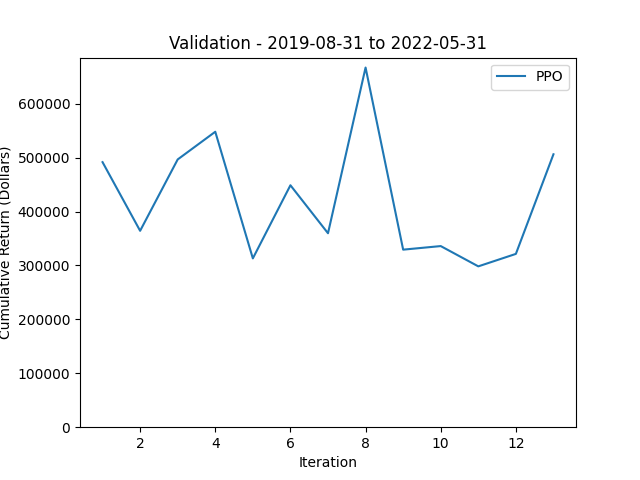 Validation - 2019-08-31 to 2022-05-31
PPO
Cumulative Return (Dollars)
600000
500000
400000
300000
200000
100000
0
2 4 6 8 10 12
Iteration